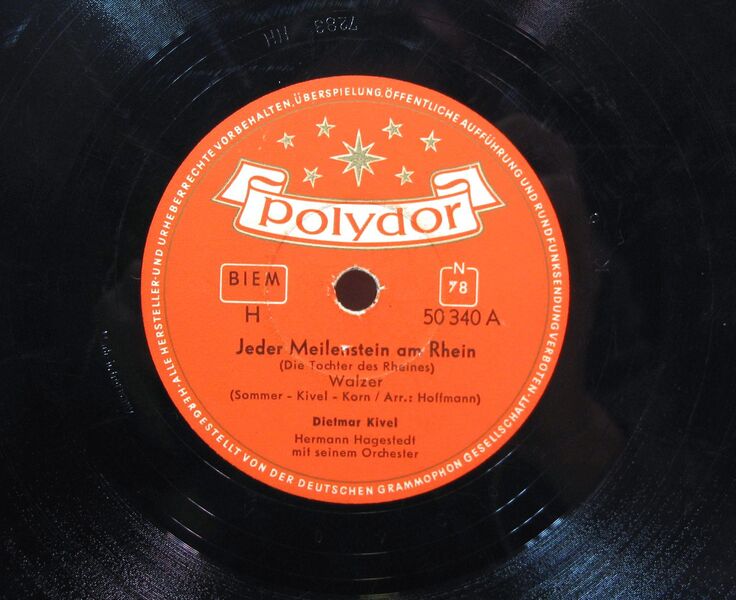 7283 HH
ALLE HERSTELLER-UND URHEBERRECHTE VORBEHALTEN. ÜBERSPIELUNG, ÖFFENTLICHE AUFFÜHRUNG UND RUNDFUNKSENDUNG VERBOTEN.
polydor
BIEM
N
78
H
50 340 A
Jeder Meilenstein am Rhein
(Die Tochter des Rheines)
Walzer
(Sommer - Kivel - Korn / Arr.: Hoffmann)
Dietmar Kivel
Hermann Hagestedt
mit seinem Orchester
HERGESTELLT VON DER DEUTSCHEN GRAMMOPHON GESELLSCHAFT